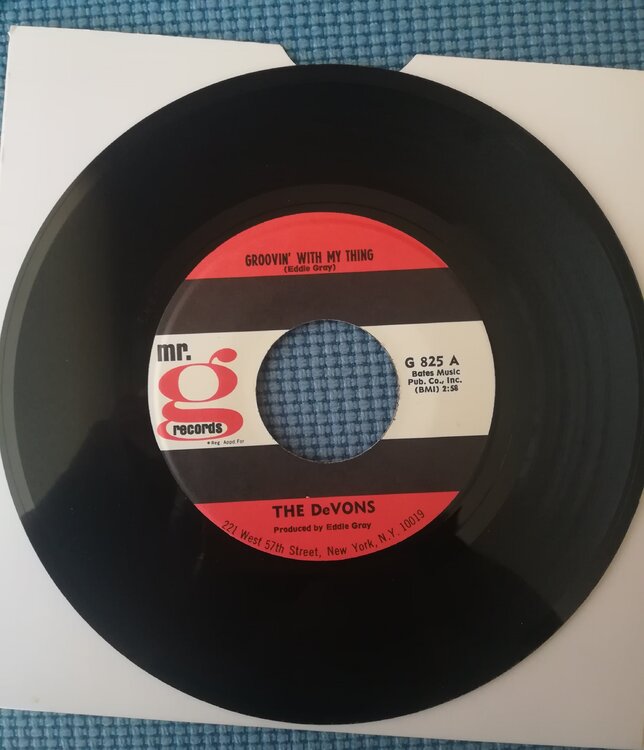 GROOVIN' WITH MY THING
(Eddie Gray)
mr.
g
records
® Reg. Appd. For
G 825 A
Bates Music
Pub. Co., Inc.
(BMI) 2:58
THE DeVONS
Produced by Eddie Gray
221 West 57th Street, New York, N.Y. 10019